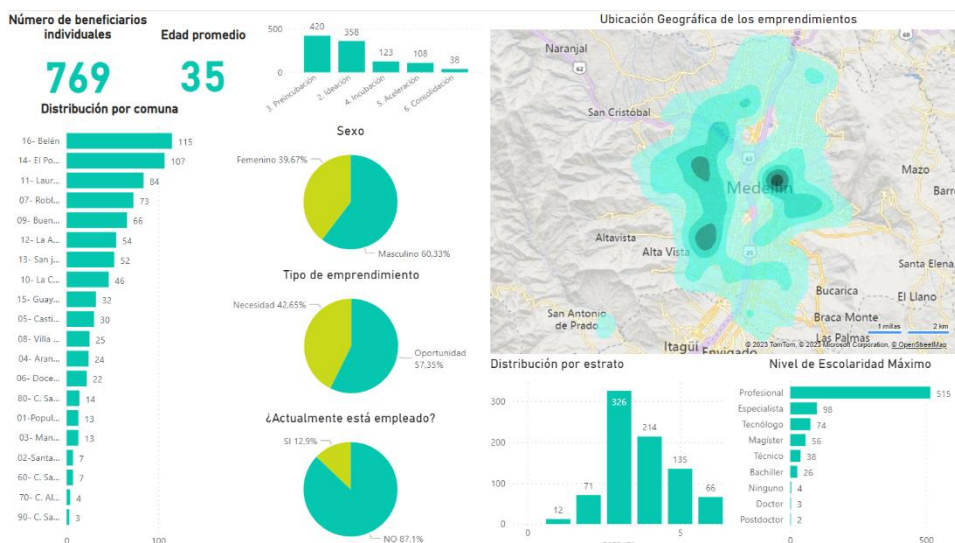 Número de beneficiarios
individuales
769
Edad promedio
35
Distribución por comuna
16- Belén 115
14- El Po... 107
11- Laur... 84
07- Robl... 73
09- Buen... 66
12- La A... 54
13- San j... 52
10- La C... 46
15- Guay... 32
05- Casti... 30
08- Villa ... 25
04- Aran... 24
06- Doce... 22
80- C. Sa... 14
01-Popul... 13
03- Man... 13
02-Santa... 7
60- C. Sa... 7
70- C. Al... 4
90- C. Sa... 3
0 100
500
0
420
358
123
108
38
3. Preincubación
2. Ideación
4. Incubación
5. Aceleración
6. Consolidación
Sexo
Femenino 39,67%
Masculino 60,33%
Tipo de emprendimiento
Necesidad 42,65%
Oportunidad
57,35%
¿Actualmente está empleado?
SI 12,9%
NO 87,1%
Ubicación Geográfica de los emprendimientos
Naranjal
62
60
San Cristóbal
62
Mazo
Medellín
Barr
Altavista
Alta Vista
25
Santa Elena
Bucarica
El Llano
San Antonio
de Prado
Braca Monte
1 millas 2 km
Las Palmas
Itagüí
Envigado
© 2023 TomTom, © 2023 Microsoft Corporation, © OpenStreetMap
Distribución por estrato
300
200
100
0
12
71
326
214
135
66
0 5
Nivel de Escolaridad Máximo
Profesional 515
Especialista 98
Tecnólogo 74
Magíster 56
Técnico 38
Bachiller 26
Ninguno 4
Doctor 3
Postdoctor 2
0 500